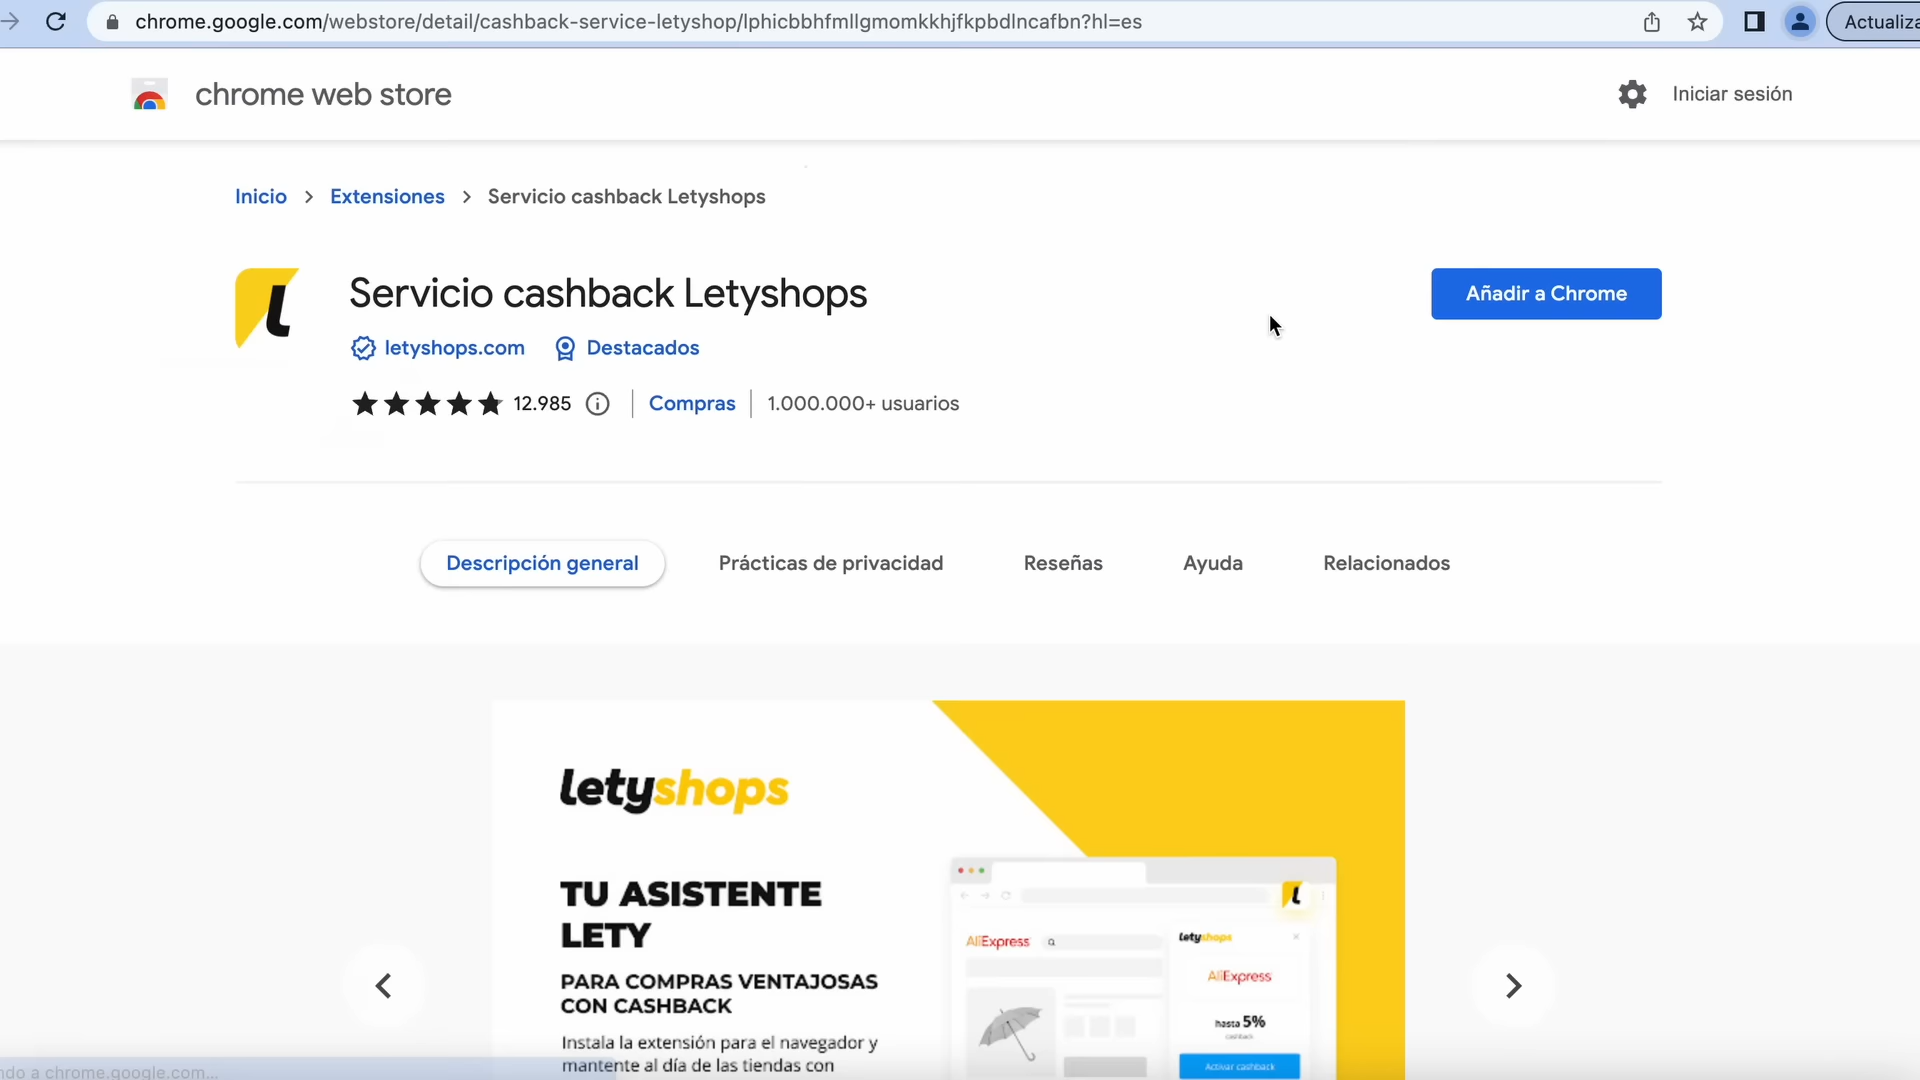 chrome.google.com/webstore/detail/cashback-service-letyshop/lphicbbhfmllgmomkkhjfkpbdlncafbn?hl=es
chrome web store
Iniciar sesión
Inicio > Extensiones > Servicio cashback Letyshops
Servicio cashback Letyshops
Añadir a Chrome
letyshops.com Destacados
12.985 Compras 1.000.000+ usuarios
Descripción general Prácticas de privacidad Reseñas Ayuda Relacionados
letyshops
TU ASISTENTE
LETY
PARA COMPRAS VENTAJOSAS
CON CASHBACK
Instala la extensión para el navegador y
mantente al día de las tiendas con
AliExpress
letyshops
AliExpress
hasta 5%
cashback
Activar cashback
a chrome.google.com...